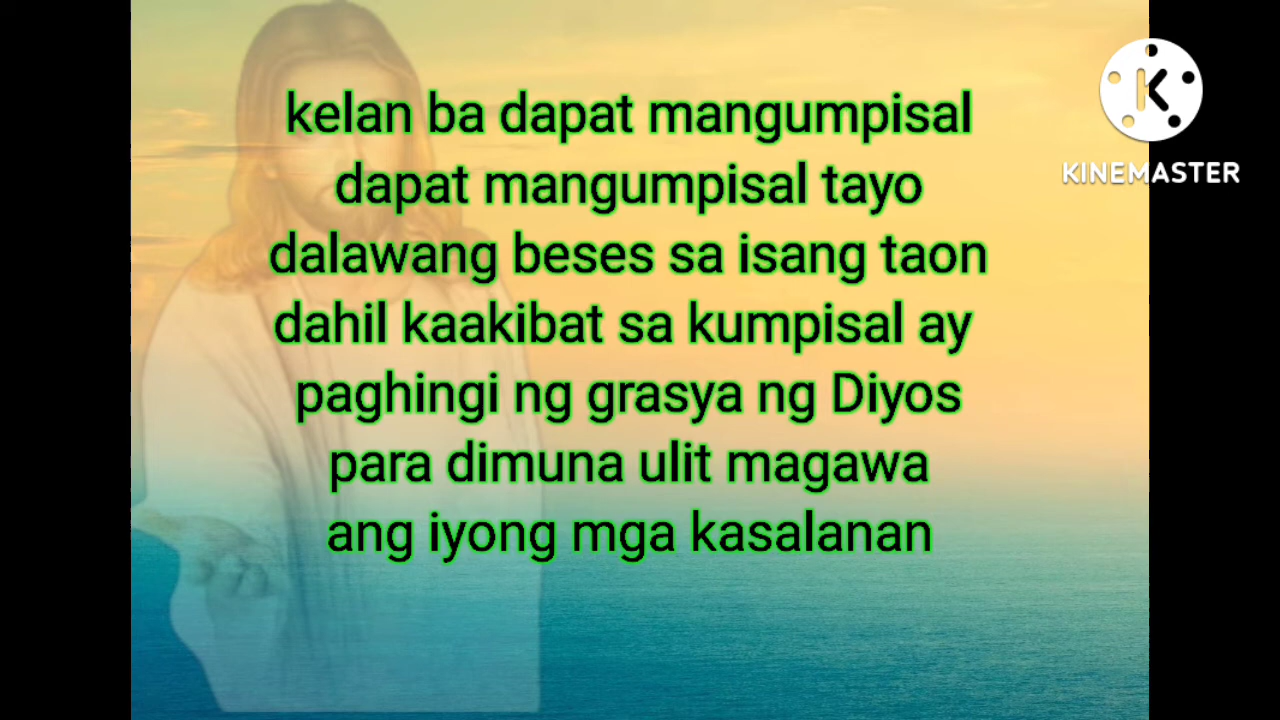 kelan ba dapat mangumpisal
dapat mangumpisal tayo
dalawang beses sa isang taon
dahil kaakibat sa kumpisal ay
paghingi ng grasya ng Diyos
para dimuna ulit magawa
ang iyong mga kasalanan
K
KINEMASTER